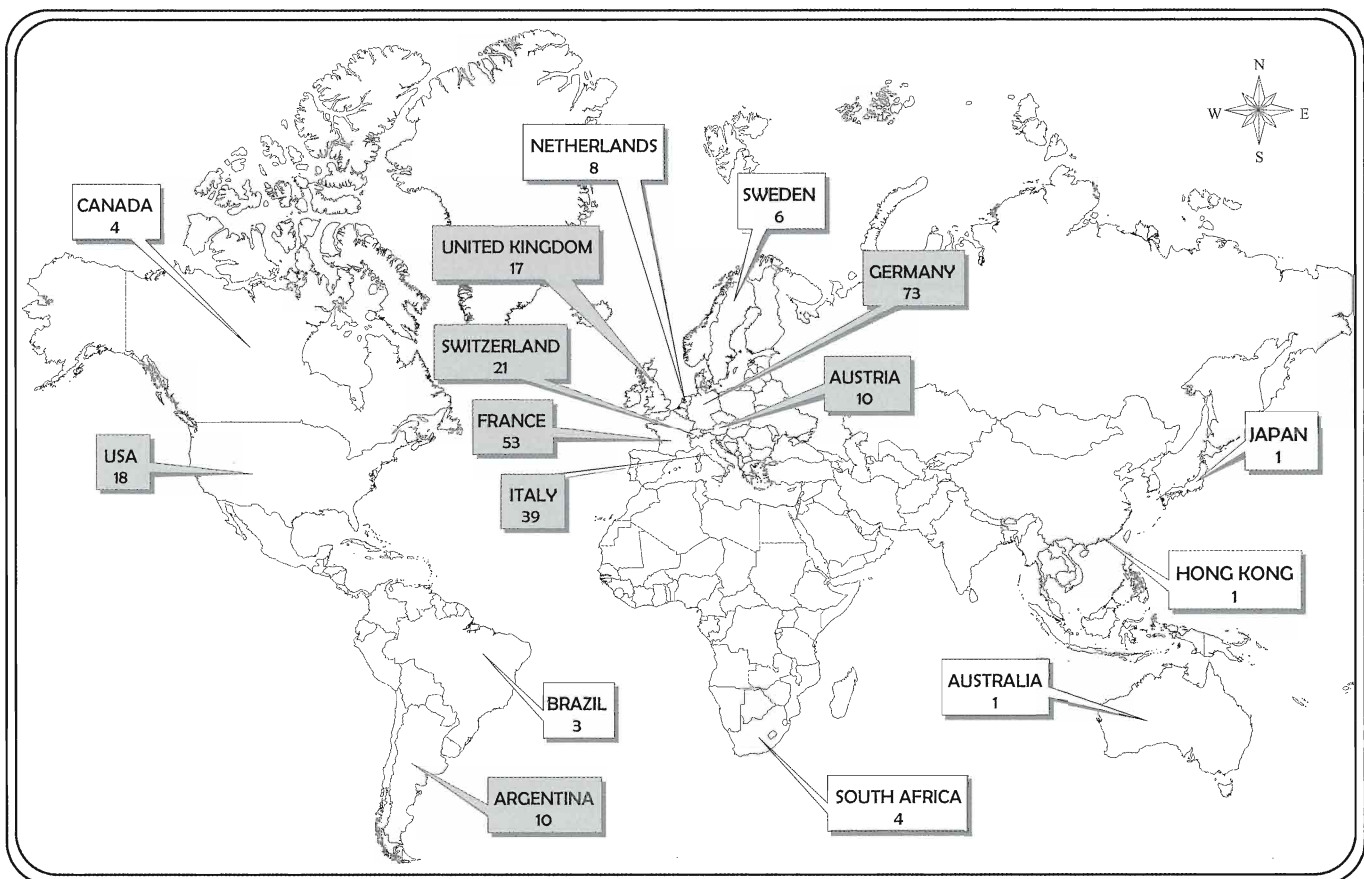 N
W E
S
NETHERLANDS
8
SWEDEN
6
CANADA
4
UNITED KINGDOM
17
GERMANY
73
SWITZERLAND
21
AUSTRIA
10
FRANCE
53
USA
18
JAPAN
1
ITALY
39
HONG KONG
1
AUSTRALIA
1
BRAZIL
3
ARGENTINA
10
SOUTH AFRICA
4